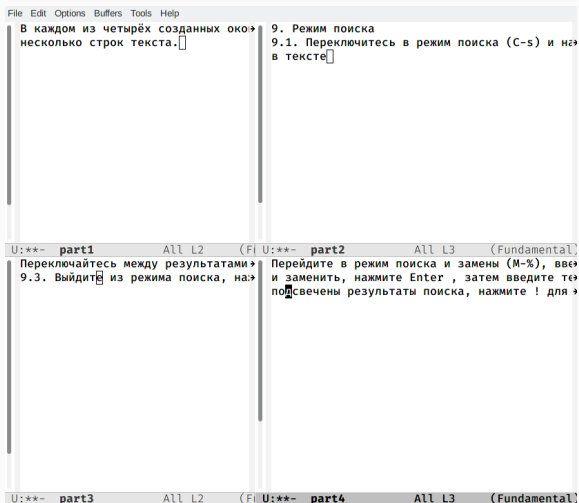 File Edit Options Buffers Tools Help
В каждом из четырёх созданных око
несколько строк текста.
U:**- part1 All L2 (F
9. Режим поиска
9.1. Переключитесь в режим поиска (C-s) и на
в тексте
U:**- part2 All L3 (Fundamental)
Переключайтесь между результатами
9.3. Выйдите из режима поиска, на
U:**- part3 All L2 (F
Перейдите в режим поиска и замены (M-%), вве
и заменить, нажмите Enter , затем введите те
подсвечены результаты поиска, нажмите ! для
U:**- part4 All L3 (Fundamental)